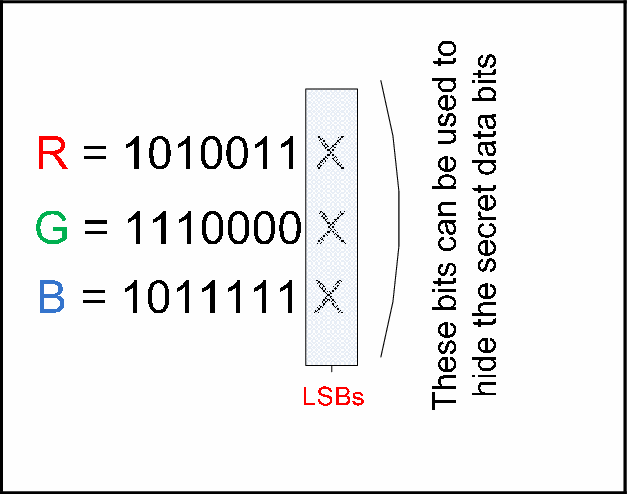 R = 1010011 X
G = 1110000 X
B = 1011111 X
LSBs
These bits can be used to
hide the secret data bits